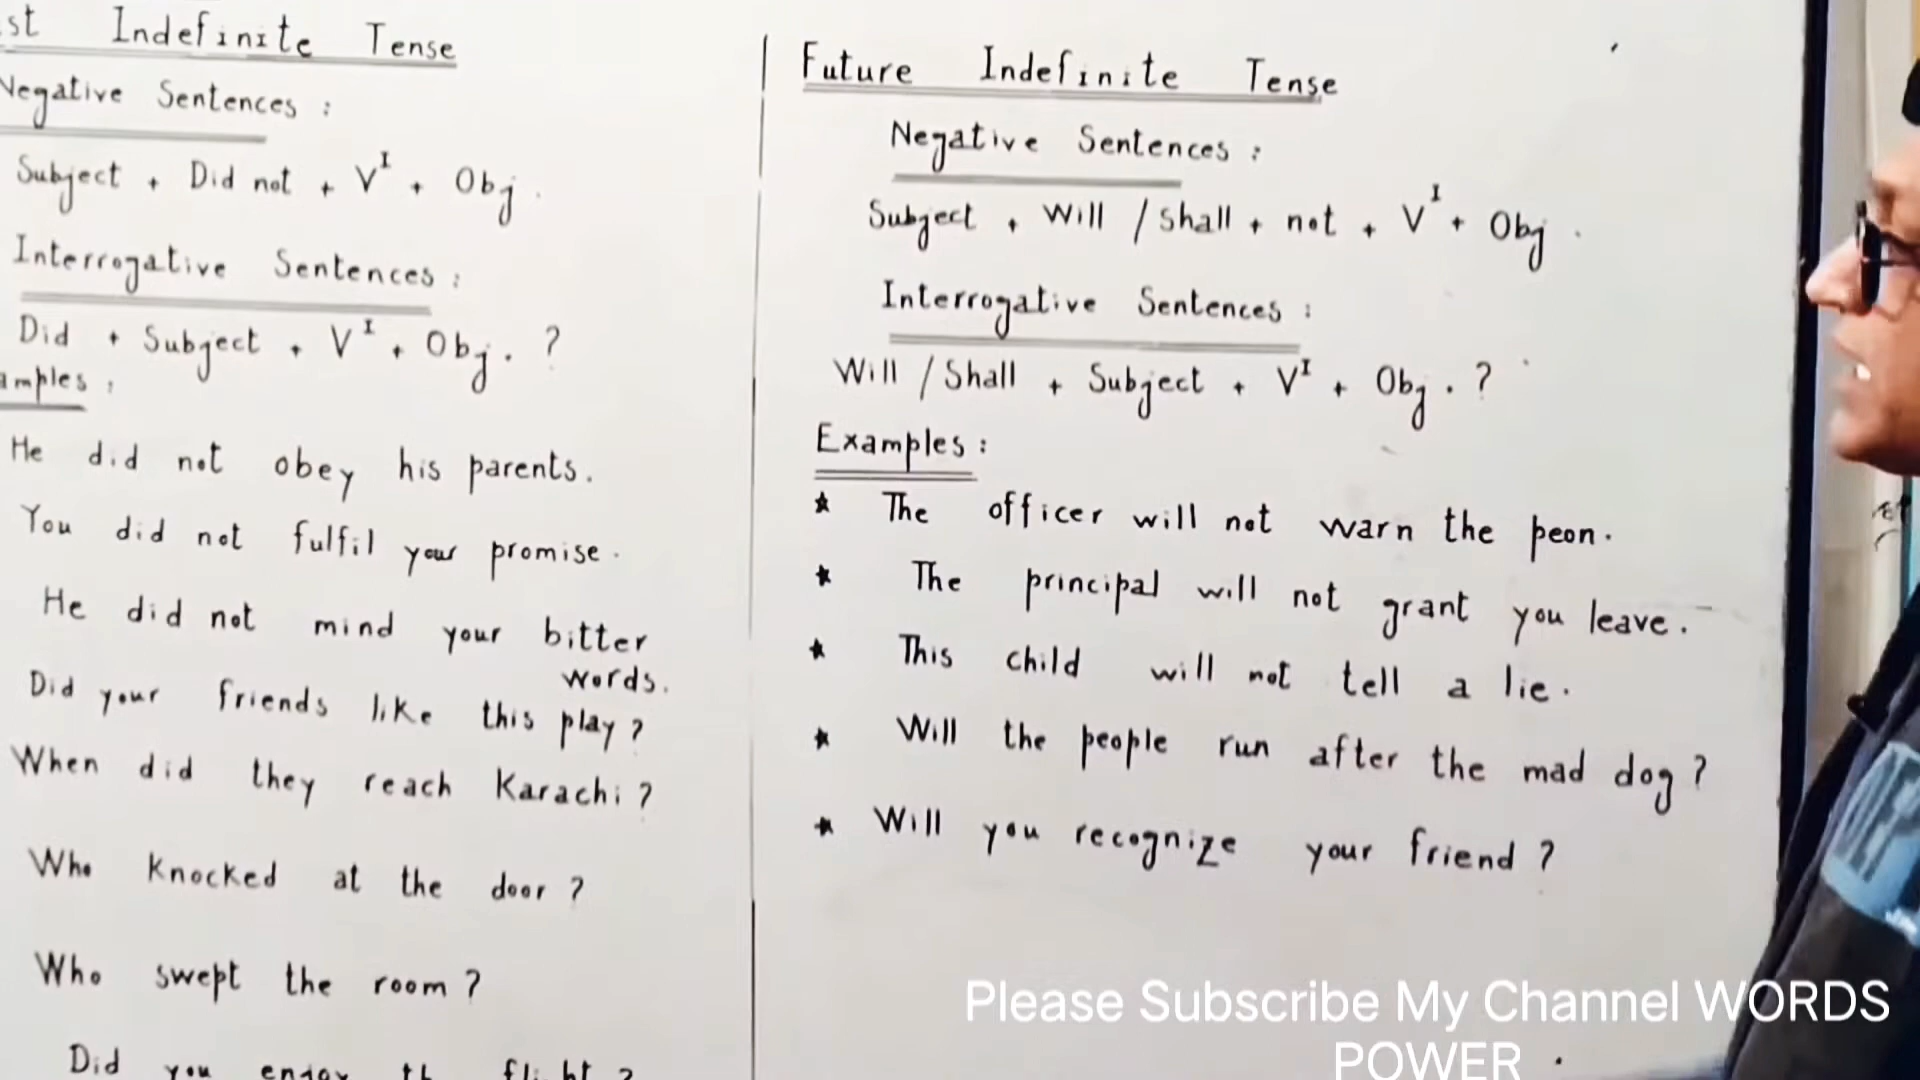 st Indefinite Tense
Negative Sentences :
Subject + Did not + V^I + Obj .
Interrogative Sentences :
Did + Subject + V^I + Obj . ?
amples :
He did not obey his parents.
You did not fulfil your promise.
He did not mind your bitter
words.
Did your friends like this play ?
When did they reach Karachi ?
Who knocked at the door ?
Who swept the room ?
Did you enjoy
Future Indefinite Tense
Negative Sentences :
Subject + Will / Shall + not + V^I + Obj .
Interrogative Sentences :
Will / Shall + Subject + V^I + Obj . ?
Examples :
★ The officer will not warn the peon.
★ The principal will not grant you leave.
★ This child will not tell a lie.
★ Will the people run after the mad dog ?
★ Will you recognize your friend ?
Please Subscribe My Channel WORDS
POWER